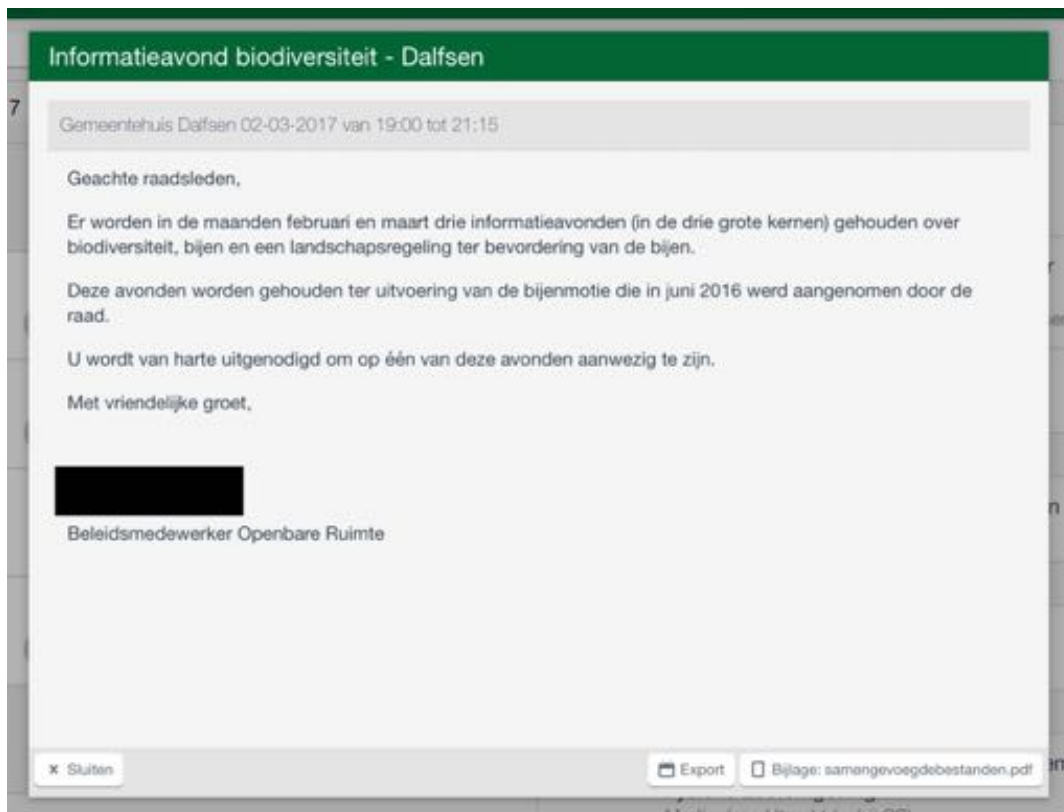 Informatieavond biodiversiteit - Dalfsen
7
Gemeentehuis Dalfsen 02-03-2017 van 19:00 tot 21:15
Geachte raadsleden,
Er worden in de maanden februari en maart drie informatieavonden (in de drie grote kernen) gehouden over
biodiversiteit, bijen en een landschapsregeling ter bevordering van de bijen.
Deze avonden worden gehouden ter uitvoering van de bijenmotie die in juni 2016 werd aangenomen door de
raad.
U wordt van harte uitgenodigd om op één van deze avonden aanwezig te zijn.
Met vriendelijke groet,
Beleidsmedewerker Openbare Ruimte
x Sluiten
Export
Bijlage: samengevoegdebestanden.pdf